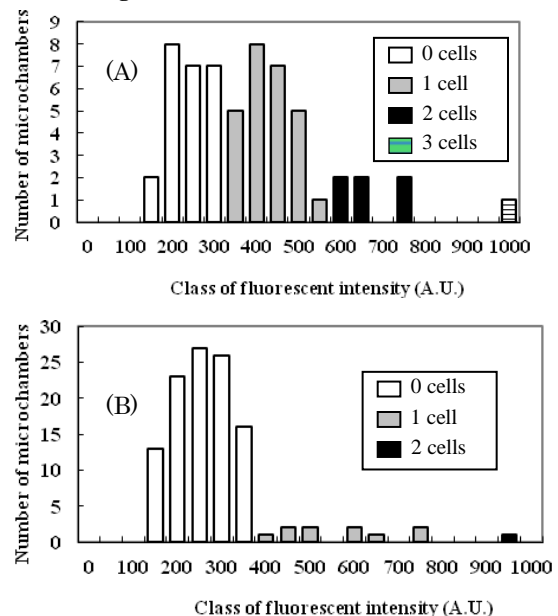 9
8
7
6
5
4
3
2
1
0
Number of microchambers
(A)
0 cells
1 cell
2 cells
3 cells
0 100 200 300 400 500 600 700 800 900 1000
Class of fluorescent intensity (A.U.)
30
25
20
15
10
5
0
Number of microchambers
(B)
0 cells
1 cell
2 cells
0 100 200 300 400 500 600 700 800 900 1000
Class of fluorescent intensity (A.U.)